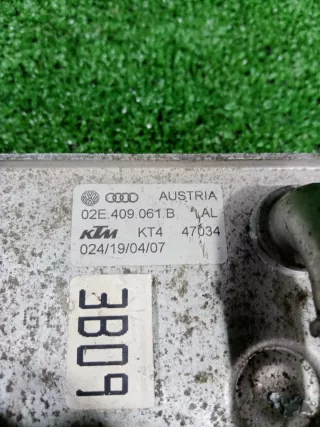 AUSTRIA
02E.409.061.B AL
KTM KT4 47034
024/19/04/07
3B09